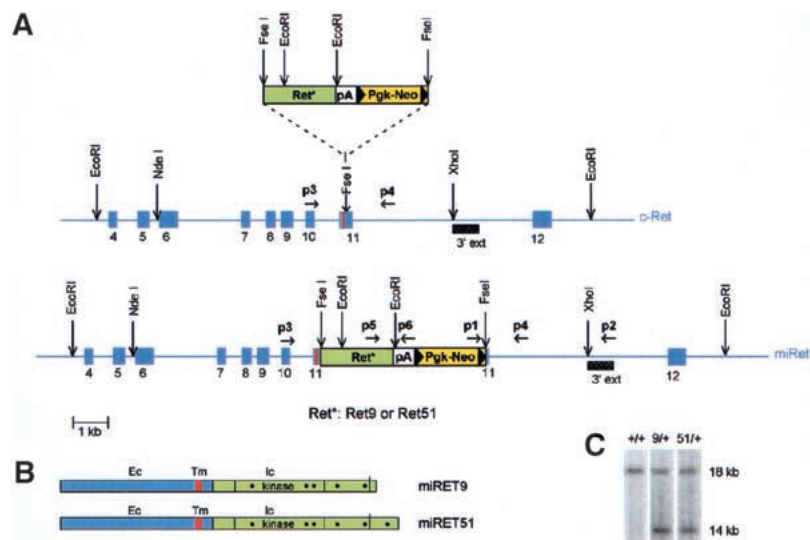 A
Fse I
EcoRI
EcoRI
FseI
Ret*
pA
Pgk-Neo
EcoRI
Nde I
Fse I
XhoI
EcoRI
p3
p4
c-Ret
4 5 6 7 8 9 10 11 12
3' ext
EcoRI
Nde I
Fse I
EcoRI
EcoRI
FseI
XhoI
EcoRI
p3
p5
p6
p1
p4
p2
Ret*
pA
Pgk-Neo
miRet
4 5 6 7 8 9 10 11 11 12
3' ext
1 kb
Ret*: Ret9 or Ret51
B
Ec Tm Ic
kinase
miRET9
Ec Tm Ic
kinase
miRET51
C
+/+ 9/+ 51/+
18 kb
14 kb